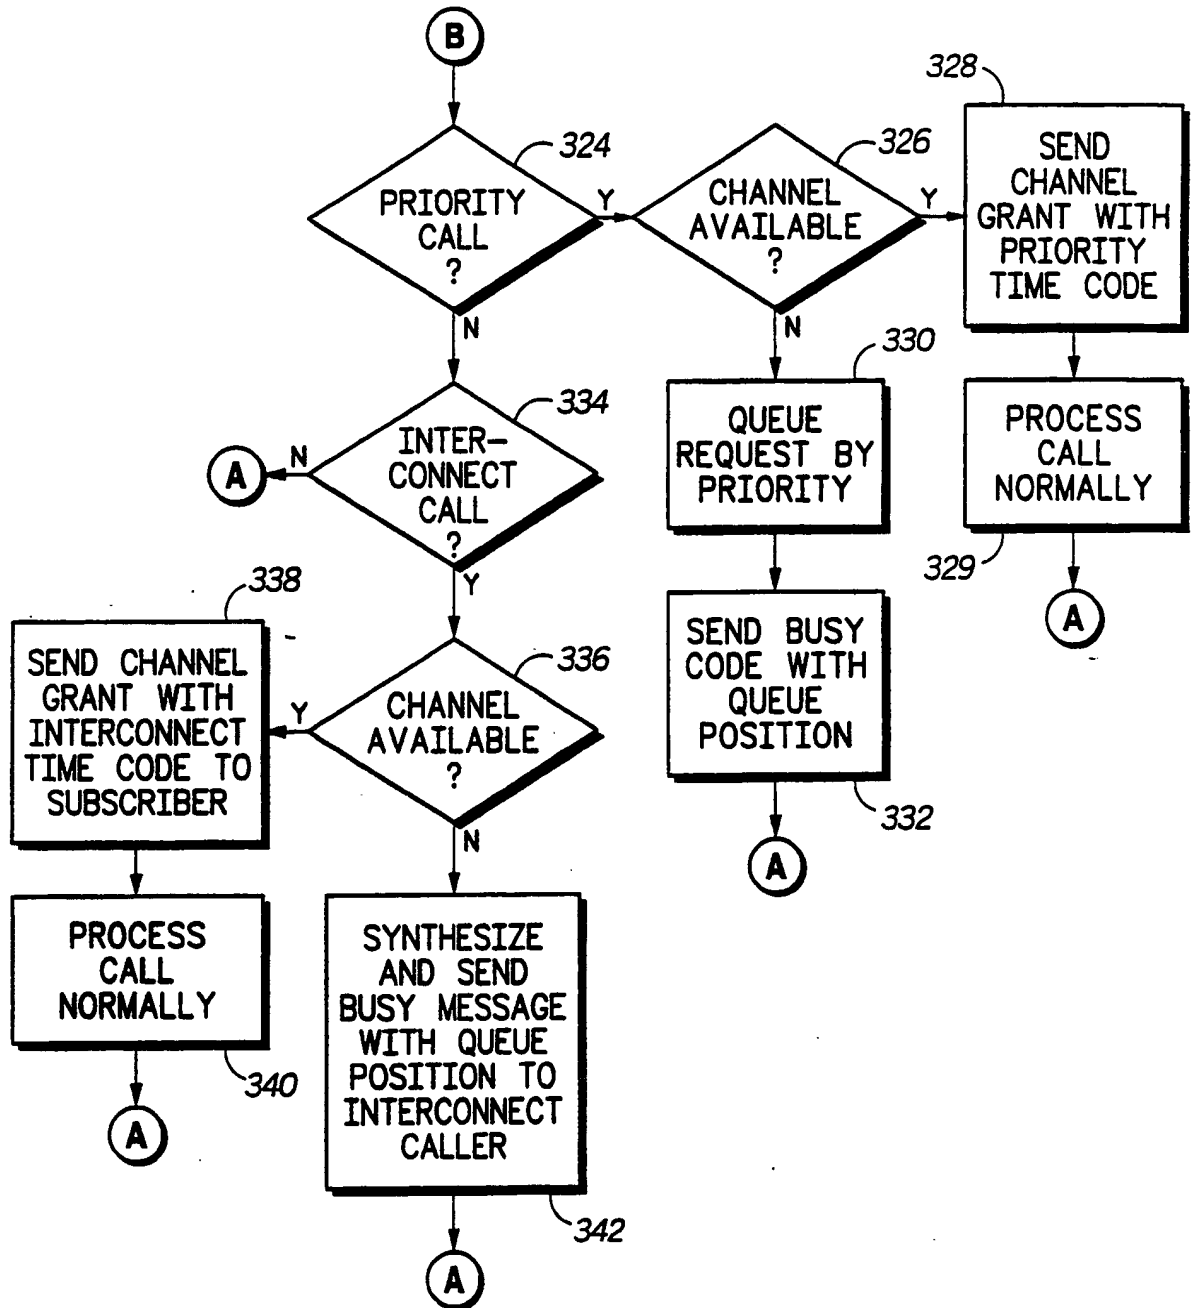 B
324
PRIORITY
CALL
?
Y
N
326
CHANNEL
AVAILABLE
?
Y
N
328
SEND
CHANNEL
GRANT WITH
PRIORITY
TIME CODE
PROCESS
CALL
NORMALLY
329
A
330
QUEUE
REQUEST BY
PRIORITY
SEND BUSY
CODE WITH
QUEUE
POSITION
332
A
334
INTER-
CONNECT
CALL
?
N
A
Y
336
CHANNEL
AVAILABLE
?
Y
N
338
SEND CHANNEL
GRANT WITH
INTERCONNECT
TIME CODE TO
SUBSCRIBER
PROCESS
CALL
NORMALLY
340
A
SYNTHESIZE
AND SEND
BUSY MESSAGE
WITH QUEUE
POSITION TO
INTERCONNECT
CALLER
342
A